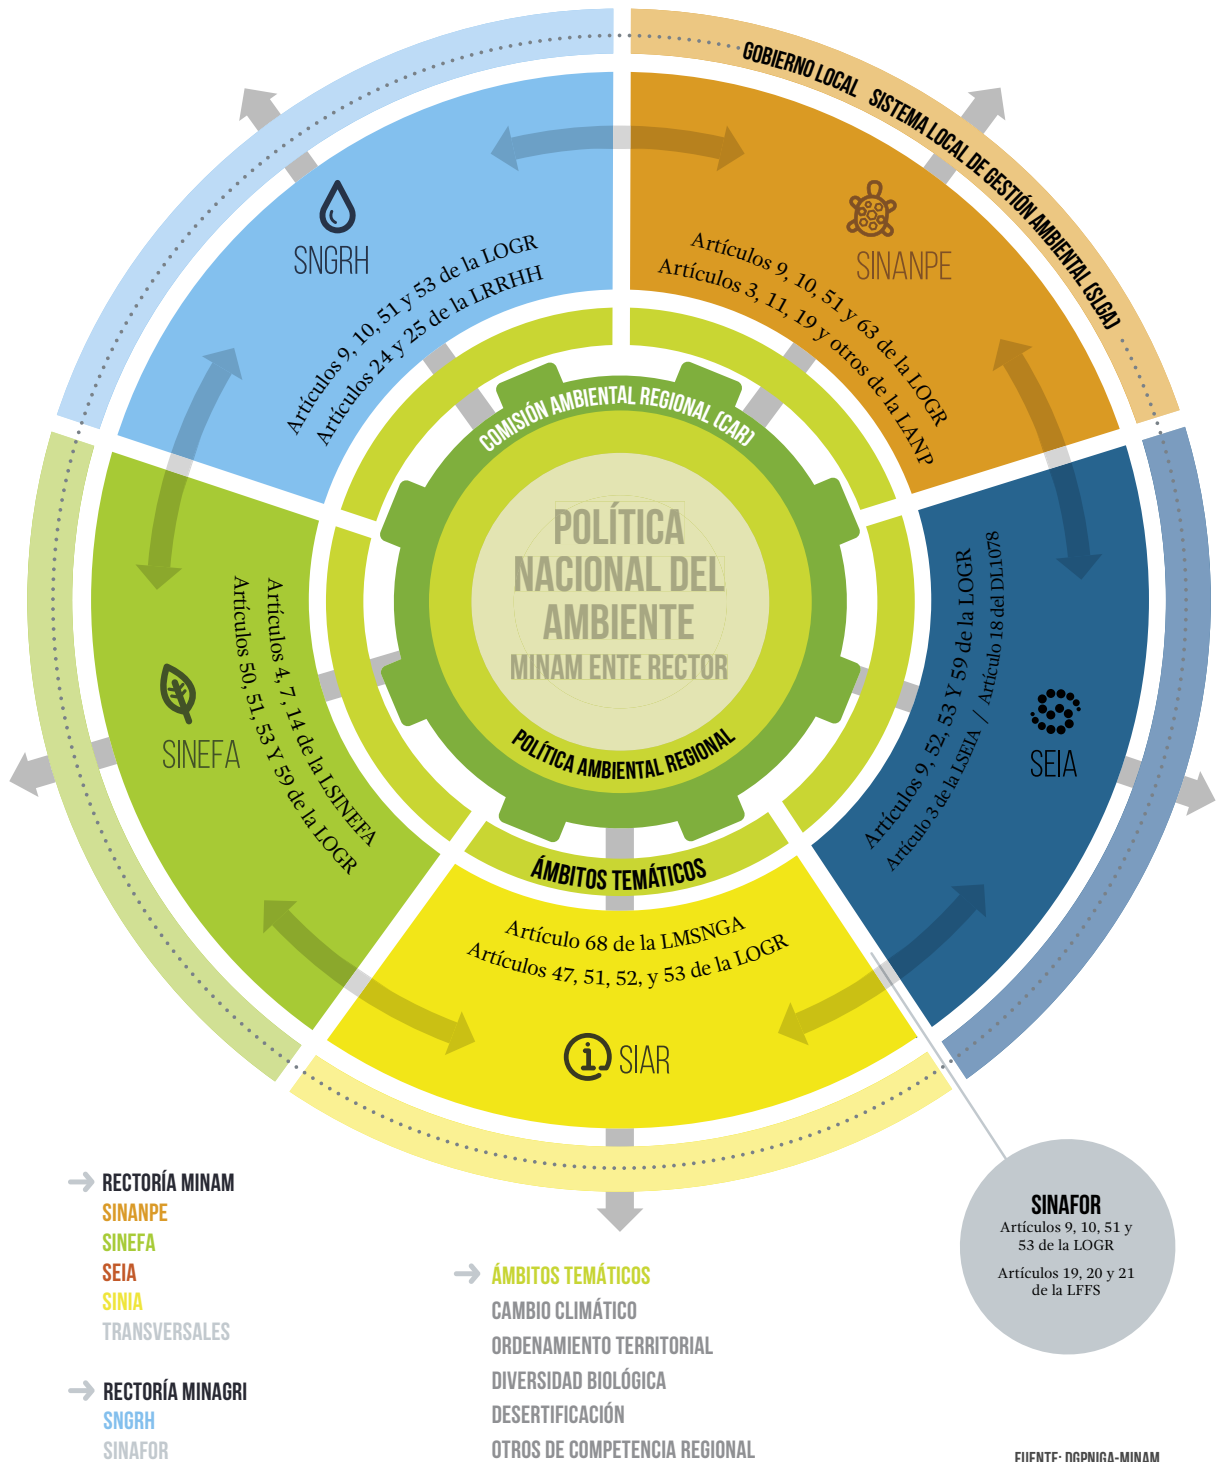 GOBIERNO LOCAL SISTEMA LOCAL DE GESTIÓN AMBIENTAL (SLGA)
SNGRH
Artículos 9, 10, 51 y 53 de la LOGR
Artículos 24 y 25 de la LRRHH
SINANPE
Artículos 9, 10, 51 y 63 de la LOGR
Artículos 3, 11, 19 y otros de la LANP
COMISIÓN AMBIENTAL REGIONAL (CAR)
POLÍTICA
NACIONAL DEL
AMBIENTE
MINAM ENTE RECTOR
POLÍTICA AMBIENTAL REGIONAL
SINEFA
Artículos 4, 7, 14 de la LSINEFA
Artículos 50, 51, 53 Y 59 de la LOGR
SEIA
Artículos 9, 52, 53 Y 59 de la LOGR
Artículo 3 de la LSEIA / Artículo 18 del DL1078
ÁMBITOS TEMÁTICOS
Artículo 68 de la LMSNGA
Artículos 47, 51, 52, y 53 de la LOGR
SIAR
SINAFOR
Artículos 9, 10, 51 y
53 de la LOGR
Artículos 19, 20 y 21
de la LFFS
RECTORÍA MINAM
SINANPE
SINEFA
SEIA
SINIA
TRANSVERSALES
RECTORÍA MINAGRI
SNGRH
SINAFOR
ÁMBITOS TEMÁTICOS
CAMBIO CLIMÁTICO
ORDENAMIENTO TERRITORIAL
DIVERSIDAD BIOLÓGICA
DESERTIFICACIÓN
OTROS DE COMPETENCIA REGIONAL
FUENTE: DGPNIGA-MINAM